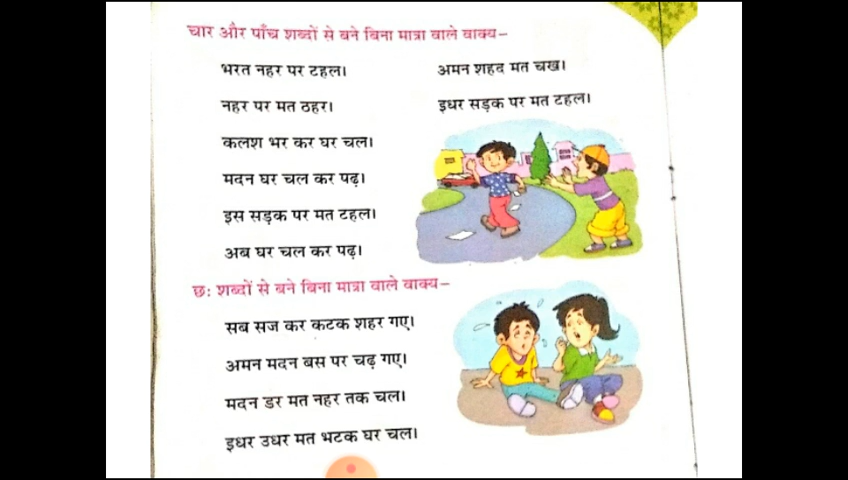 चार और पाँच शब्दों से बने बिना मात्रा वाले वाक्य–
भरत नहर पर टहल।
नहर पर मत ठहर।
कलश भर कर घर चल।
मदन घर चल कर पढ़।
इस सड़क पर मत टहल।
अब घर चल कर पढ़।
अमन शहद मत चख।
इधर सड़क पर मत टहल।
छः शब्दों से बने बिना मात्रा वाले वाक्य–
सब सज कर कटक शहर गए।
अमन मदन बस पर चढ़ गए।
मदन डर मत नहर तक चल।
इधर उधर मत भटक घर चल।